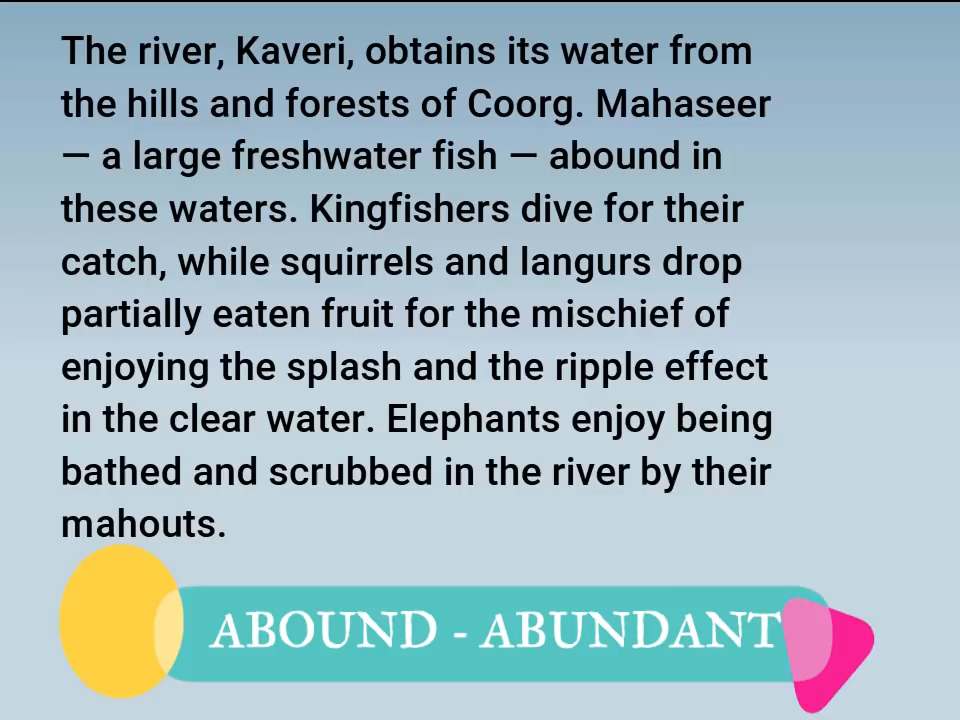 The river, Kaveri, obtains its water from
the hills and forests of Coorg. Mahaseer
— a large freshwater fish — abound in
these waters. Kingfishers dive for their
catch, while squirrels and langurs drop
partially eaten fruit for the mischief of
enjoying the splash and the ripple effect
in the clear water. Elephants enjoy being
bathed and scrubbed in the river by their
mahouts.
ABOUND - ABUNDANT